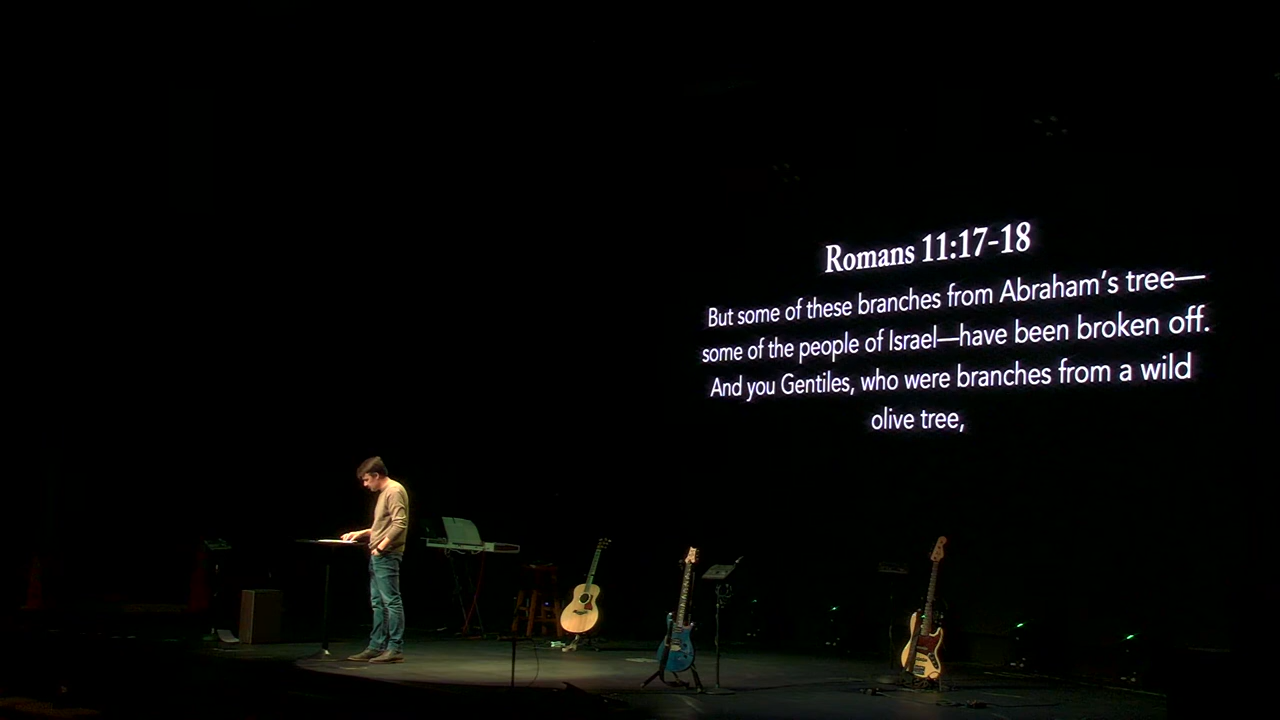 Romans 11:17-18
But some of these branches from Abraham's tree—
some of the people of Israel—have been broken off.
And you Gentiles, who were branches from a wild
olive tree,